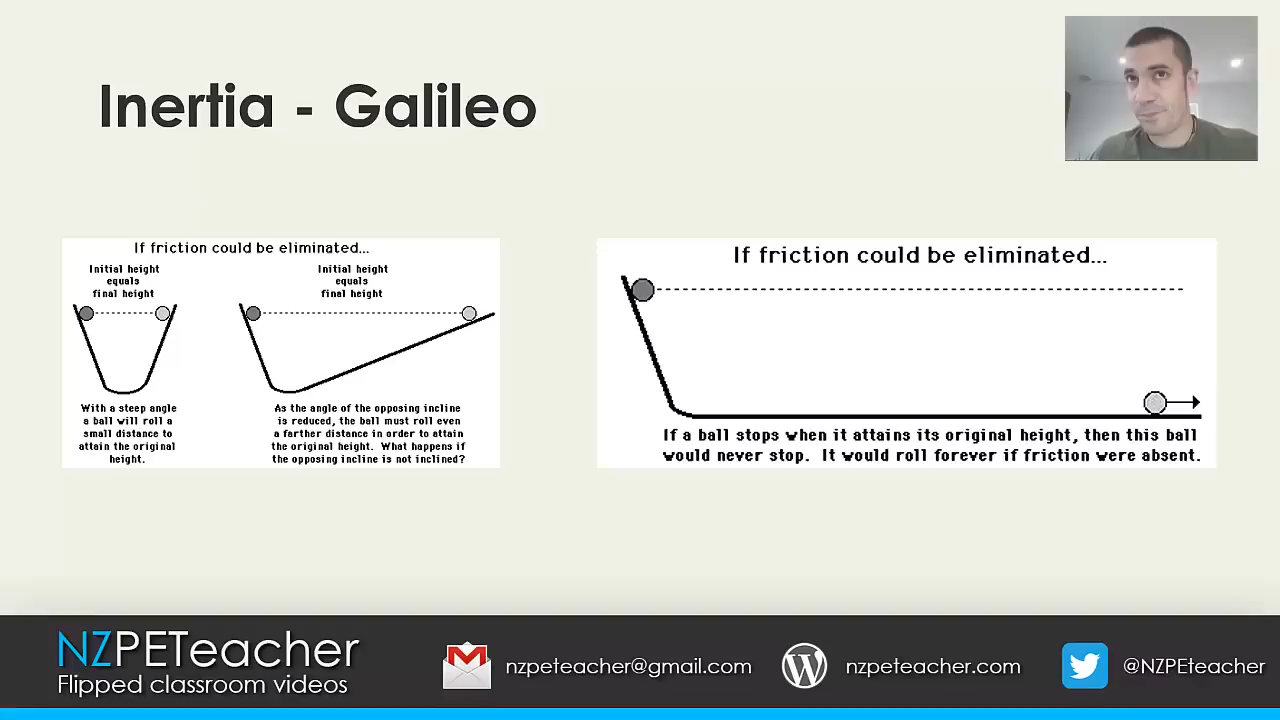 Inertia - Galileo
If friction could be eliminated...
Initial height
equals
final height
Initial height
equals
final height
With a steep angle
a ball will roll a
small distance to
attain the original
height.
As the angle of the opposing incline
is reduced, the ball must roll even
a farther distance in order to attain
the original height. What happens if
the opposing incline is not inclined?
If friction could be eliminated...
If a ball stops when it attains its original height, then this ball
would never stop. It would roll forever if friction were absent.
NZPETeacher
Flipped classroom videos
nzpeteacher@gmail.com
nzpeteacher.com
@NZPEteacher